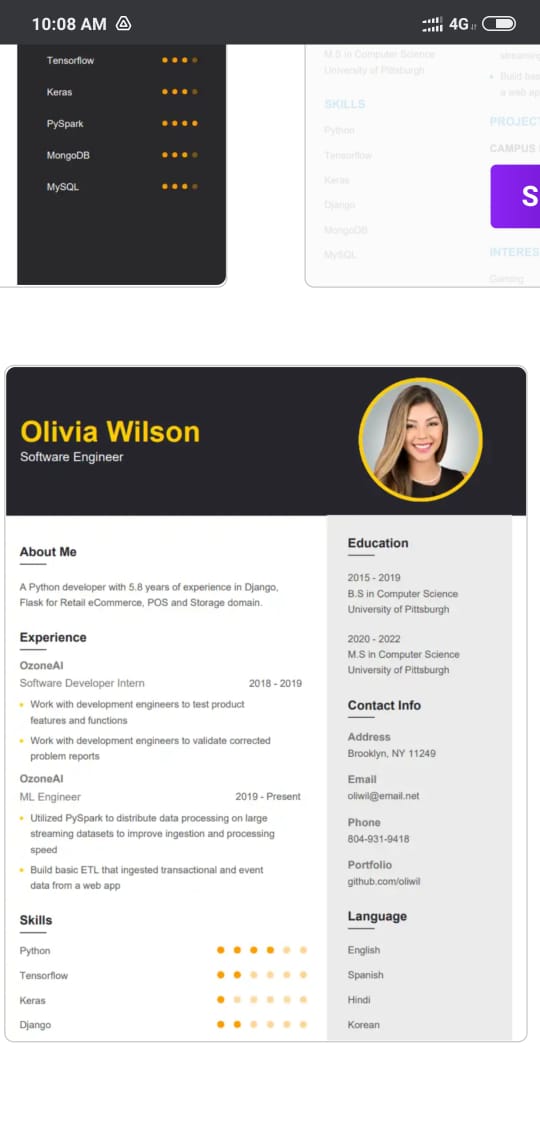 10:08 AM
4G
Tensorflow
Keras
PySpark
MongoDB
MySQL
M.S in Computer Science
University of Pittsburgh
SKILLS
Python
Tensorflow
Keras
Django
MongoDB
MySQL
streaming
Build bas
a web ap
PROJECT
CAMPUS
S
INTERES
Gaming
Olivia Wilson
Software Engineer
About Me
A Python developer with 5.8 years of experience in Django,
Flask for Retail eCommerce, POS and Storage domain.
Experience
OzoneAI
Software Developer Intern 2018 - 2019
Work with development engineers to test product
features and functions
Work with development engineers to validate corrected
problem reports
OzoneAI
ML Engineer 2019 - Present
Utilized PySpark to distribute data processing on large
streaming datasets to improve ingestion and processing
speed
Build basic ETL that ingested transactional and event
data from a web app
Skills
Python
Tensorflow
Keras
Django
Education
2015 - 2019
B.S in Computer Science
University of Pittsburgh
2020 - 2022
M.S in Computer Science
University of Pittsburgh
Contact Info
Address
Brooklyn, NY 11249
Email
oliwil@email.net
Phone
804-931-9418
Portfolio
github.com/oliwil
Language
English
Spanish
Hindi
Korean